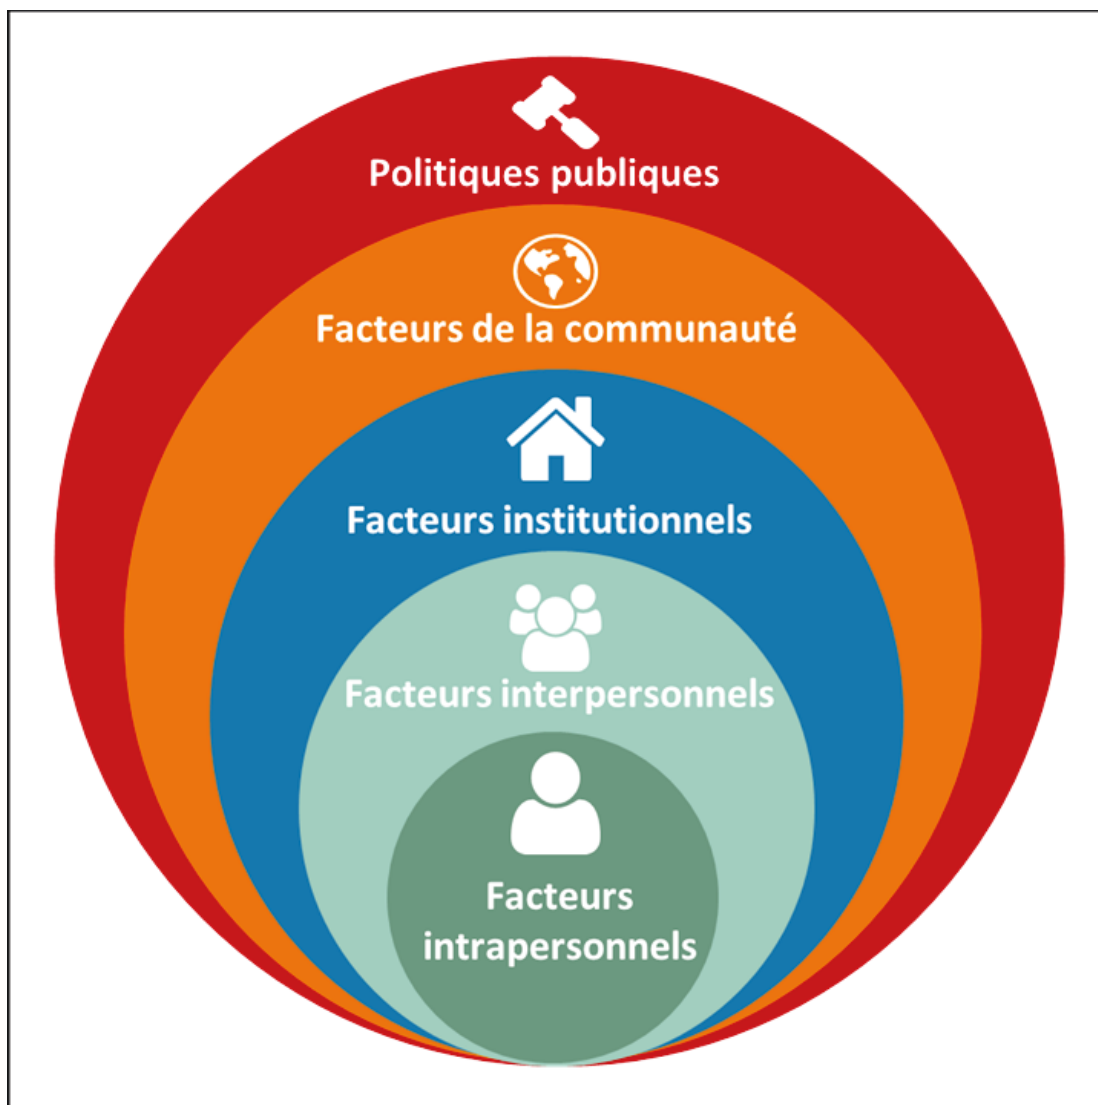 Politiques publiques
Facteurs de la communauté
Facteurs institutionnels
Facteurs interpersonnels
Facteurs
intrapersonnels